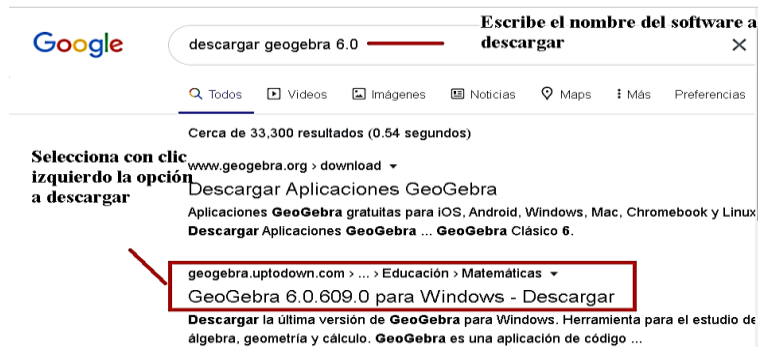 Escribe el nombre del software a
descargar
Google
descargar geogebra 6.0
Todos Videos Imágenes Noticias Maps Más Preferencias
Cerca de 33,300 resultados (0.54 segundos)
Selecciona con clic
izquierdo la opción
a descargar
www.geogebra.org › download
Descargar Aplicaciones GeoGebra
Aplicaciones GeoGebra gratuitas para iOS, Android, Windows, Mac, Chromebook y Linux
Descargar Aplicaciones GeoGebra ... GeoGebra Clásico 6.
geogebra.uptodown.com › ... › Educación › Matemáticas
GeoGebra 6.0.609.0 para Windows - Descargar
Descargar la última versión de GeoGebra para Windows. Herramienta para el estudio de
álgebra, geometría y cálculo. GeoGebra es una aplicación de código ...